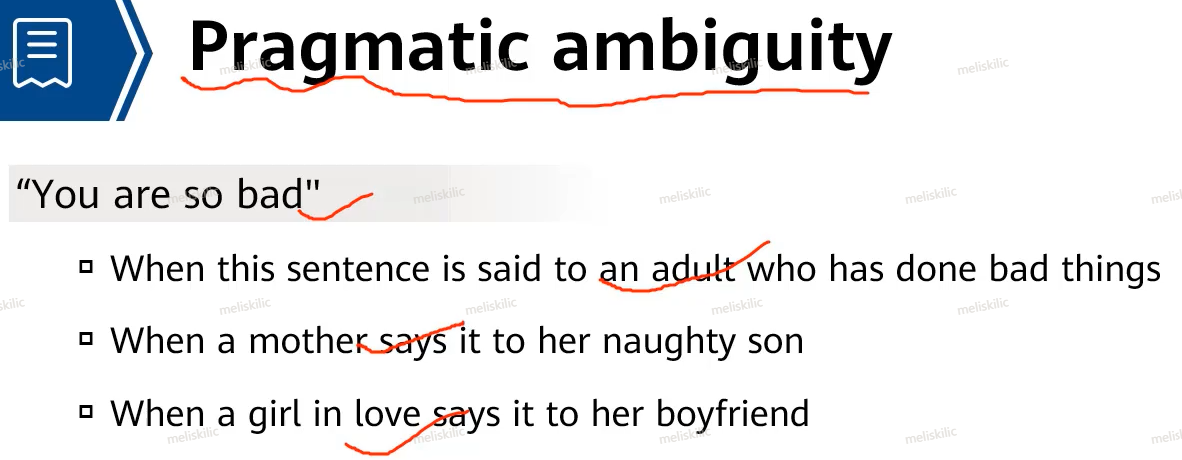 Pragmatic ambiguity
“You are so bad"
When this sentence is said to an adult who has done bad things
When a mother says it to her naughty son
When a girl in love says it to her boyfriend
meliskilic